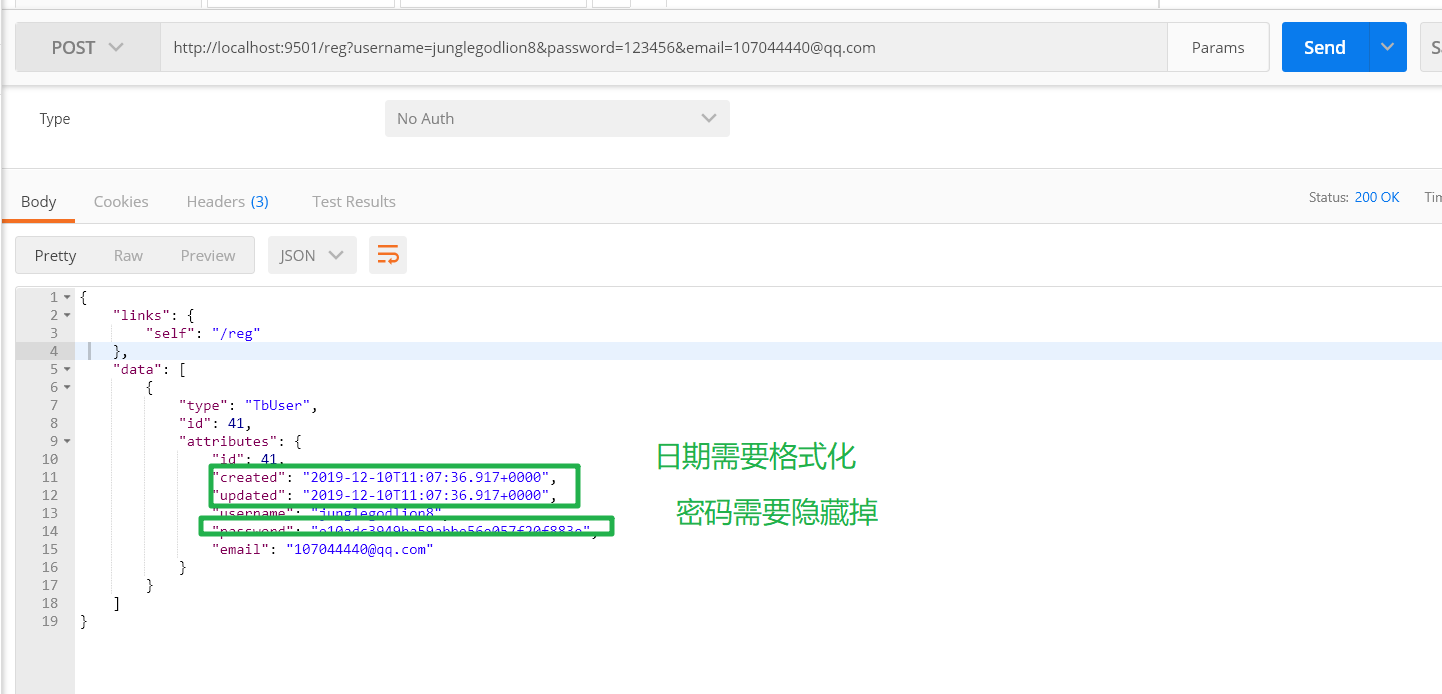 POST
http://localhost:9501/reg?username=junglegodlion8&password=123456&email=107044440@qq.com
Params
Send
Type
No Auth
Body
Cookies
Headers (3)
Test Results
Status: 200 OK
Pretty
Raw
Preview
JSON
1 {
2 "links": {
3 "self": "/reg"
4 },
5 "data": [
6 {
7 "type": "TbUser",
8 "id": 41,
9 "attributes": {
10 "id": 41,
11 "created": "2019-12-10T11:07:36.917+0000",
12 "updated": "2019-12-10T11:07:36.917+0000",
13 "username": "junglegodlion8",
14 "password": "e10adc3949ba59abbe56e057f20f883e",
15 "email": "107044440@qq.com"
16 }
17 }
18 ]
19 }
日期需要格式化
密码需要隐藏掉